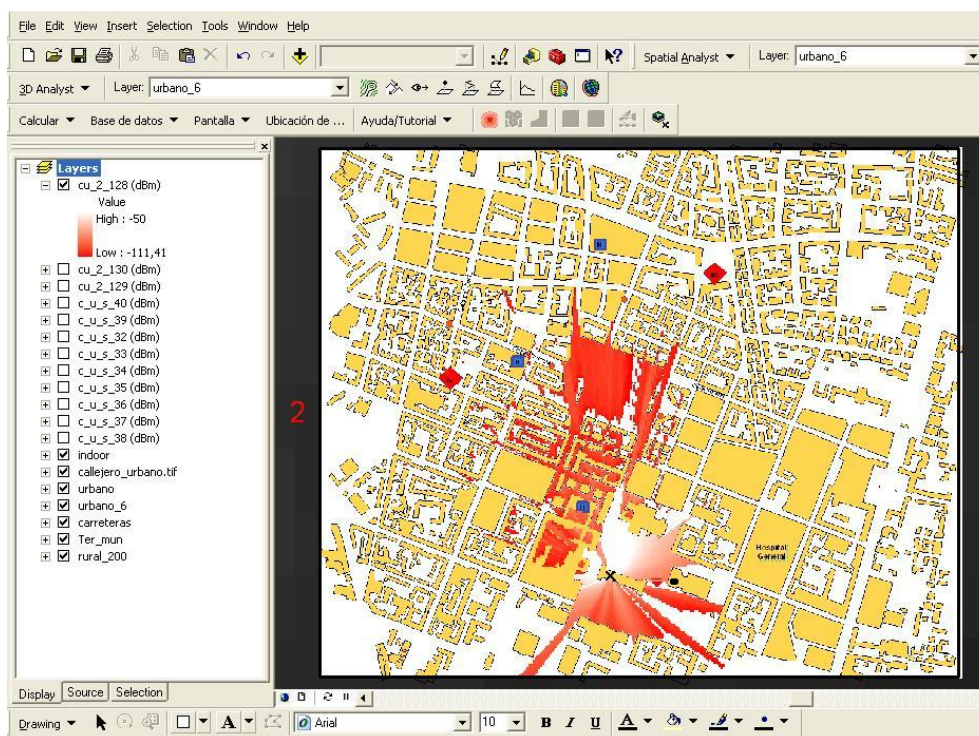 File Edit View Insert Selection Tools Window Help
Spatial Analyst Layer: urbano_6
3D Analyst Layer: urbano_6
Calcular Base de datos Pantalla Ubicación de ... Ayuda/Tutorial
Layers
cu_2_128 (dBm)
Value
High : -50
Low : -111,41
cu_2_130 (dBm)
cu_2_129 (dBm)
c_u_s_40 (dBm)
c_u_s_39 (dBm)
c_u_s_32 (dBm)
c_u_s_33 (dBm)
c_u_s_34 (dBm)
c_u_s_35 (dBm)
c_u_s_36 (dBm)
c_u_s_37 (dBm)
c_u_s_38 (dBm)
indoor
callejero_urbano.tif
urbano
urbano_6
carreteras
Ter_mun
rural_200
2
Hospital
General
Display Source Selection
Drawing A Arial 10 B I U A